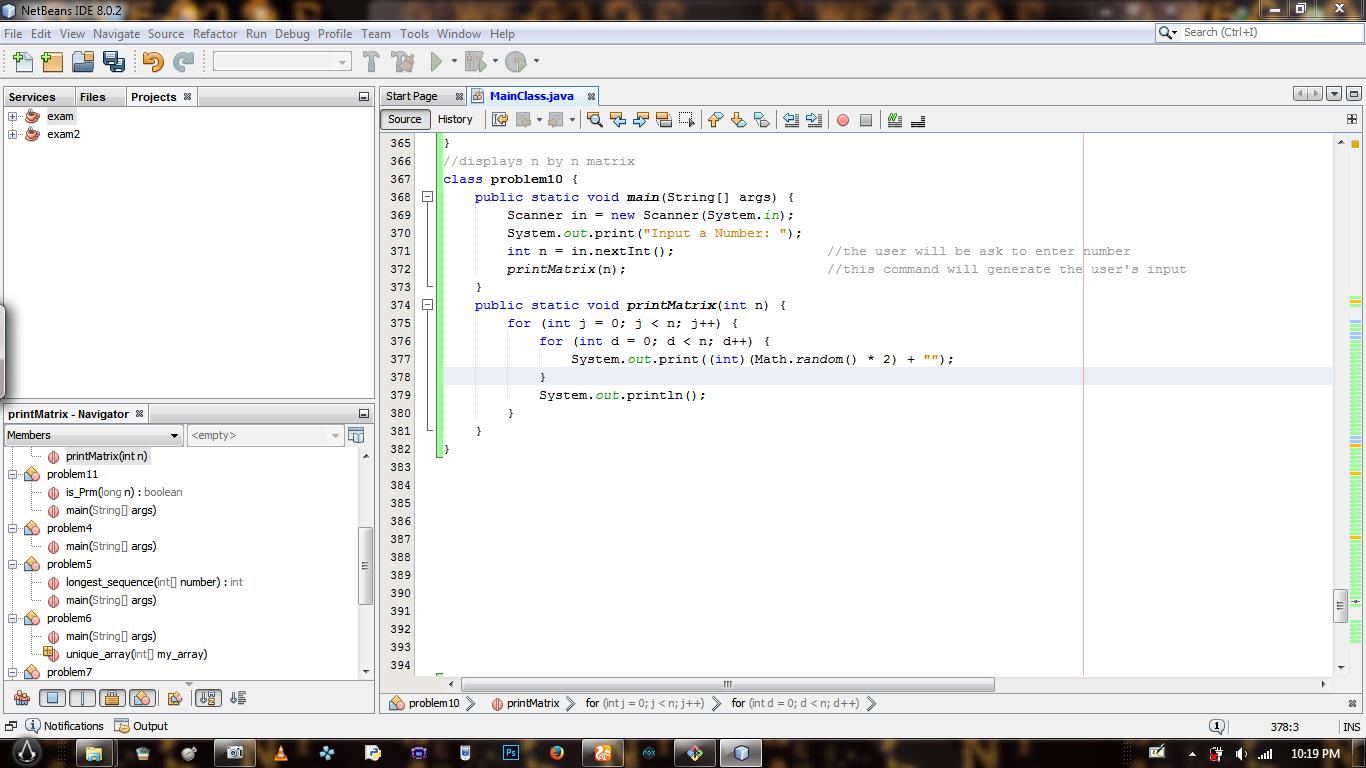 NetBeans IDE 8.0.2
File Edit View Navigate Source Refactor Run Debug Profile Team Tools Window Help
Search (Ctrl+I)
Services Files Projects
exam
exam2
Start Page MainClass.java
Source History
365 }
366 //displays n by n matrix
367 class problem10 {
368 public static void main(String[] args) {
369 Scanner in = new Scanner(System.in);
370 System.out.print("Input a Number: ");
371 int n = in.nextInt(); //the user will be ask to enter number
372 printMatrix(n); //this command will generate the user's input
373 }
374 public static void printMatrix(int n) {
375 for (int j = 0; j < n; j++) {
376 for (int d = 0; d < n; d++) {
377 System.out.print((int)(Math.random() * 2) + "");
378 }
379 System.out.println();
380 }
381 }
382 }
383
384
385
386
387
388
389
390
391
392
393
394
printMatrix - Navigator
Members <empty>
printMatrix(int n)
problem11
is_Prm(long n) : boolean
main(String[] args)
problem4
main(String[] args)
problem5
longest_sequence(int[] number) : int
main(String[] args)
problem6
main(String[] args)
unique_array(int[] my_array)
problem7
problem10 printMatrix for (int j = 0; j < n; j++) for (int d = 0; d < n; d++)
Notifications Output
1 378:3 INS
Ps nox 10:19 PM